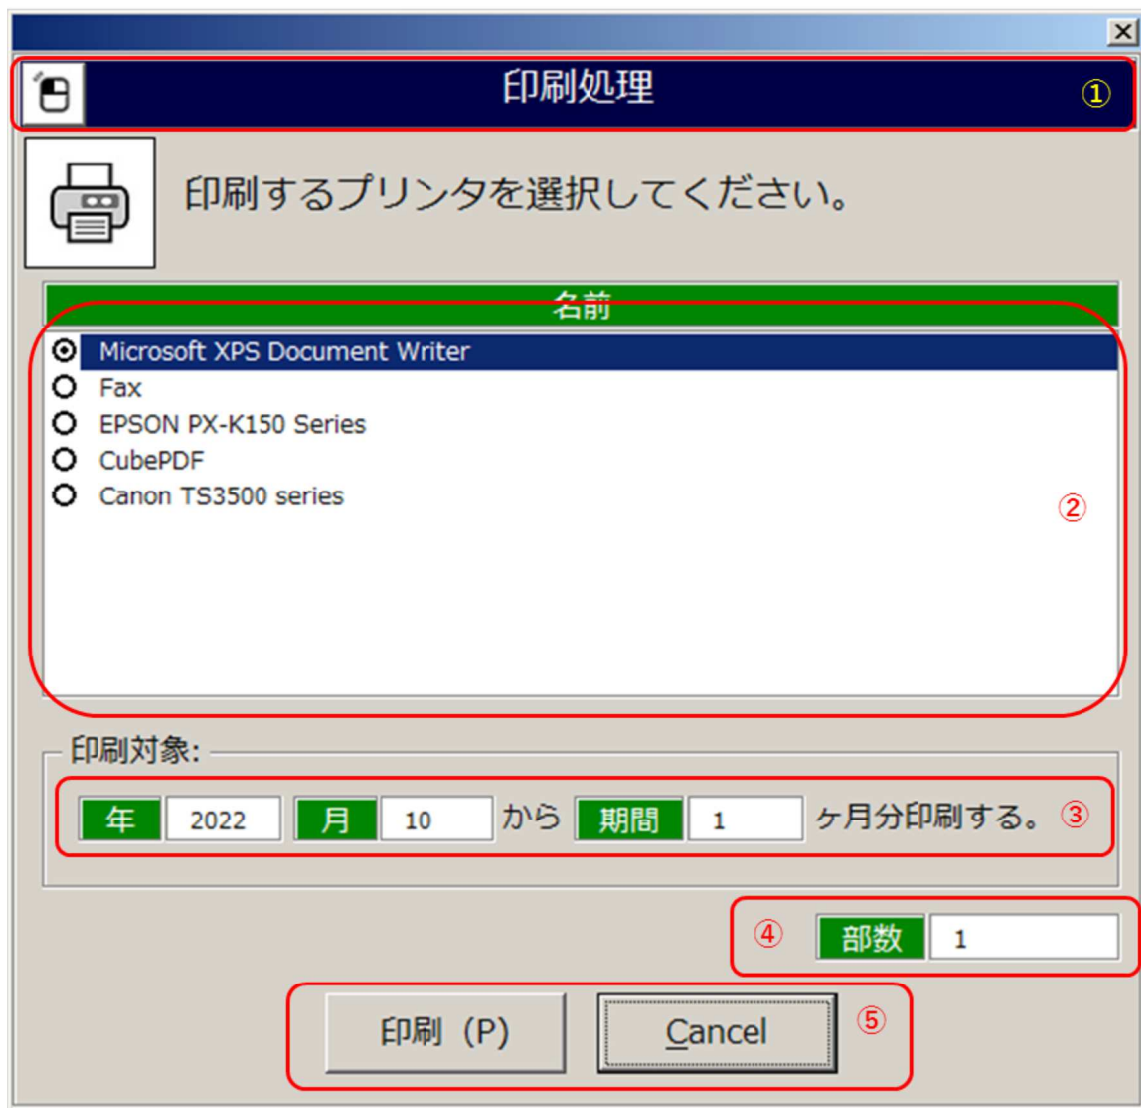 印刷処理 ①
印刷するプリンタを選択してください。
名前
Microsoft XPS Document Writer
Fax
EPSON PX-K150 Series
CubePDF
Canon TS3500 series
②
印刷対象:
年 2022 月 10 から 期間 1 ヶ月分印刷する。 ③
④ 部数 1
印刷 (P) Cancel ⑤